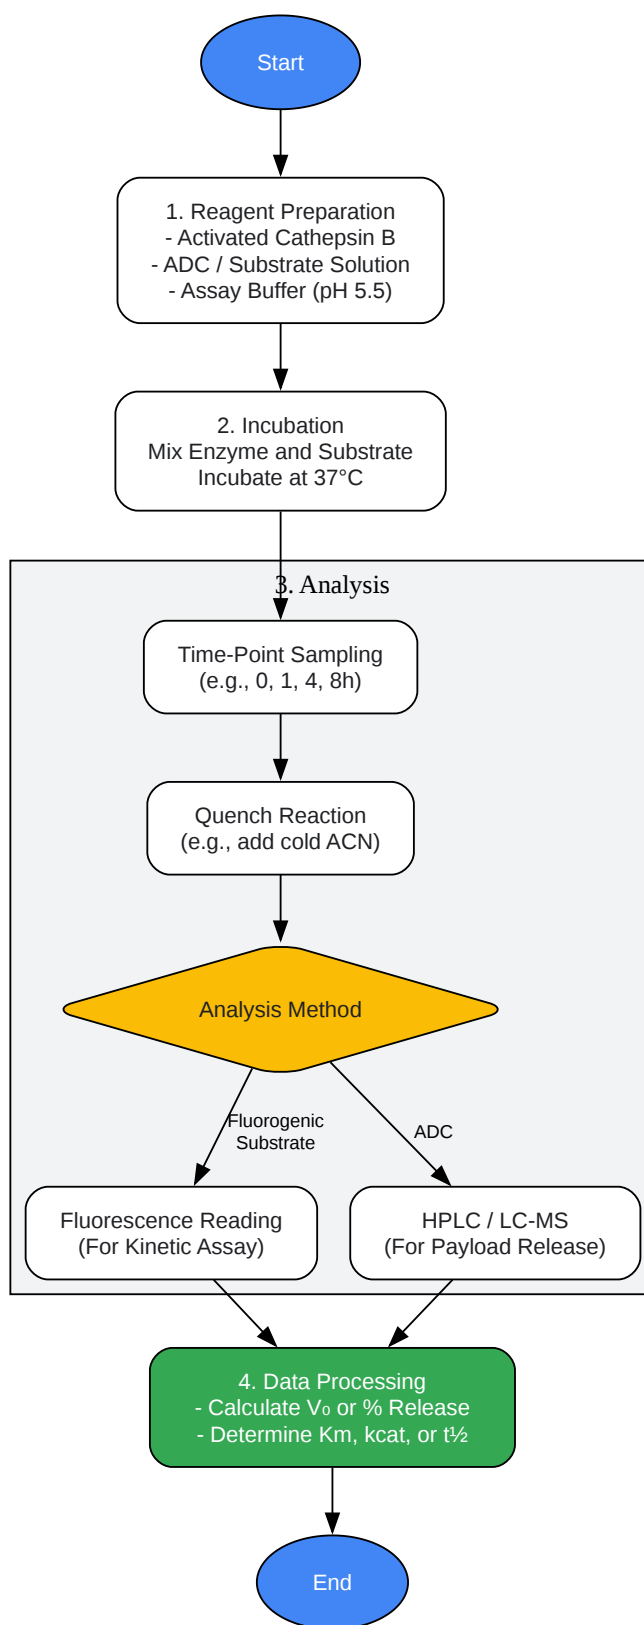 Start
1. Reagent Preparation
- Activated Cathepsin B
- ADC / Substrate Solution
- Assay Buffer (pH 5.5)
2. Incubation
Mix Enzyme and Substrate
Incubate at 37°C
3. Analysis
Time-Point Sampling
(e.g., 0, 1, 4, 8h)
Quench Reaction
(e.g., add cold ACN)
Analysis Method
Fluorogenic
Substrate
ADC
Fluorescence Reading
(For Kinetic Assay)
HPLC / LC-MS
(For Payload Release)
4. Data Processing
- Calculate V₀ or % Release
- Determine Km, kcat, or t½
End